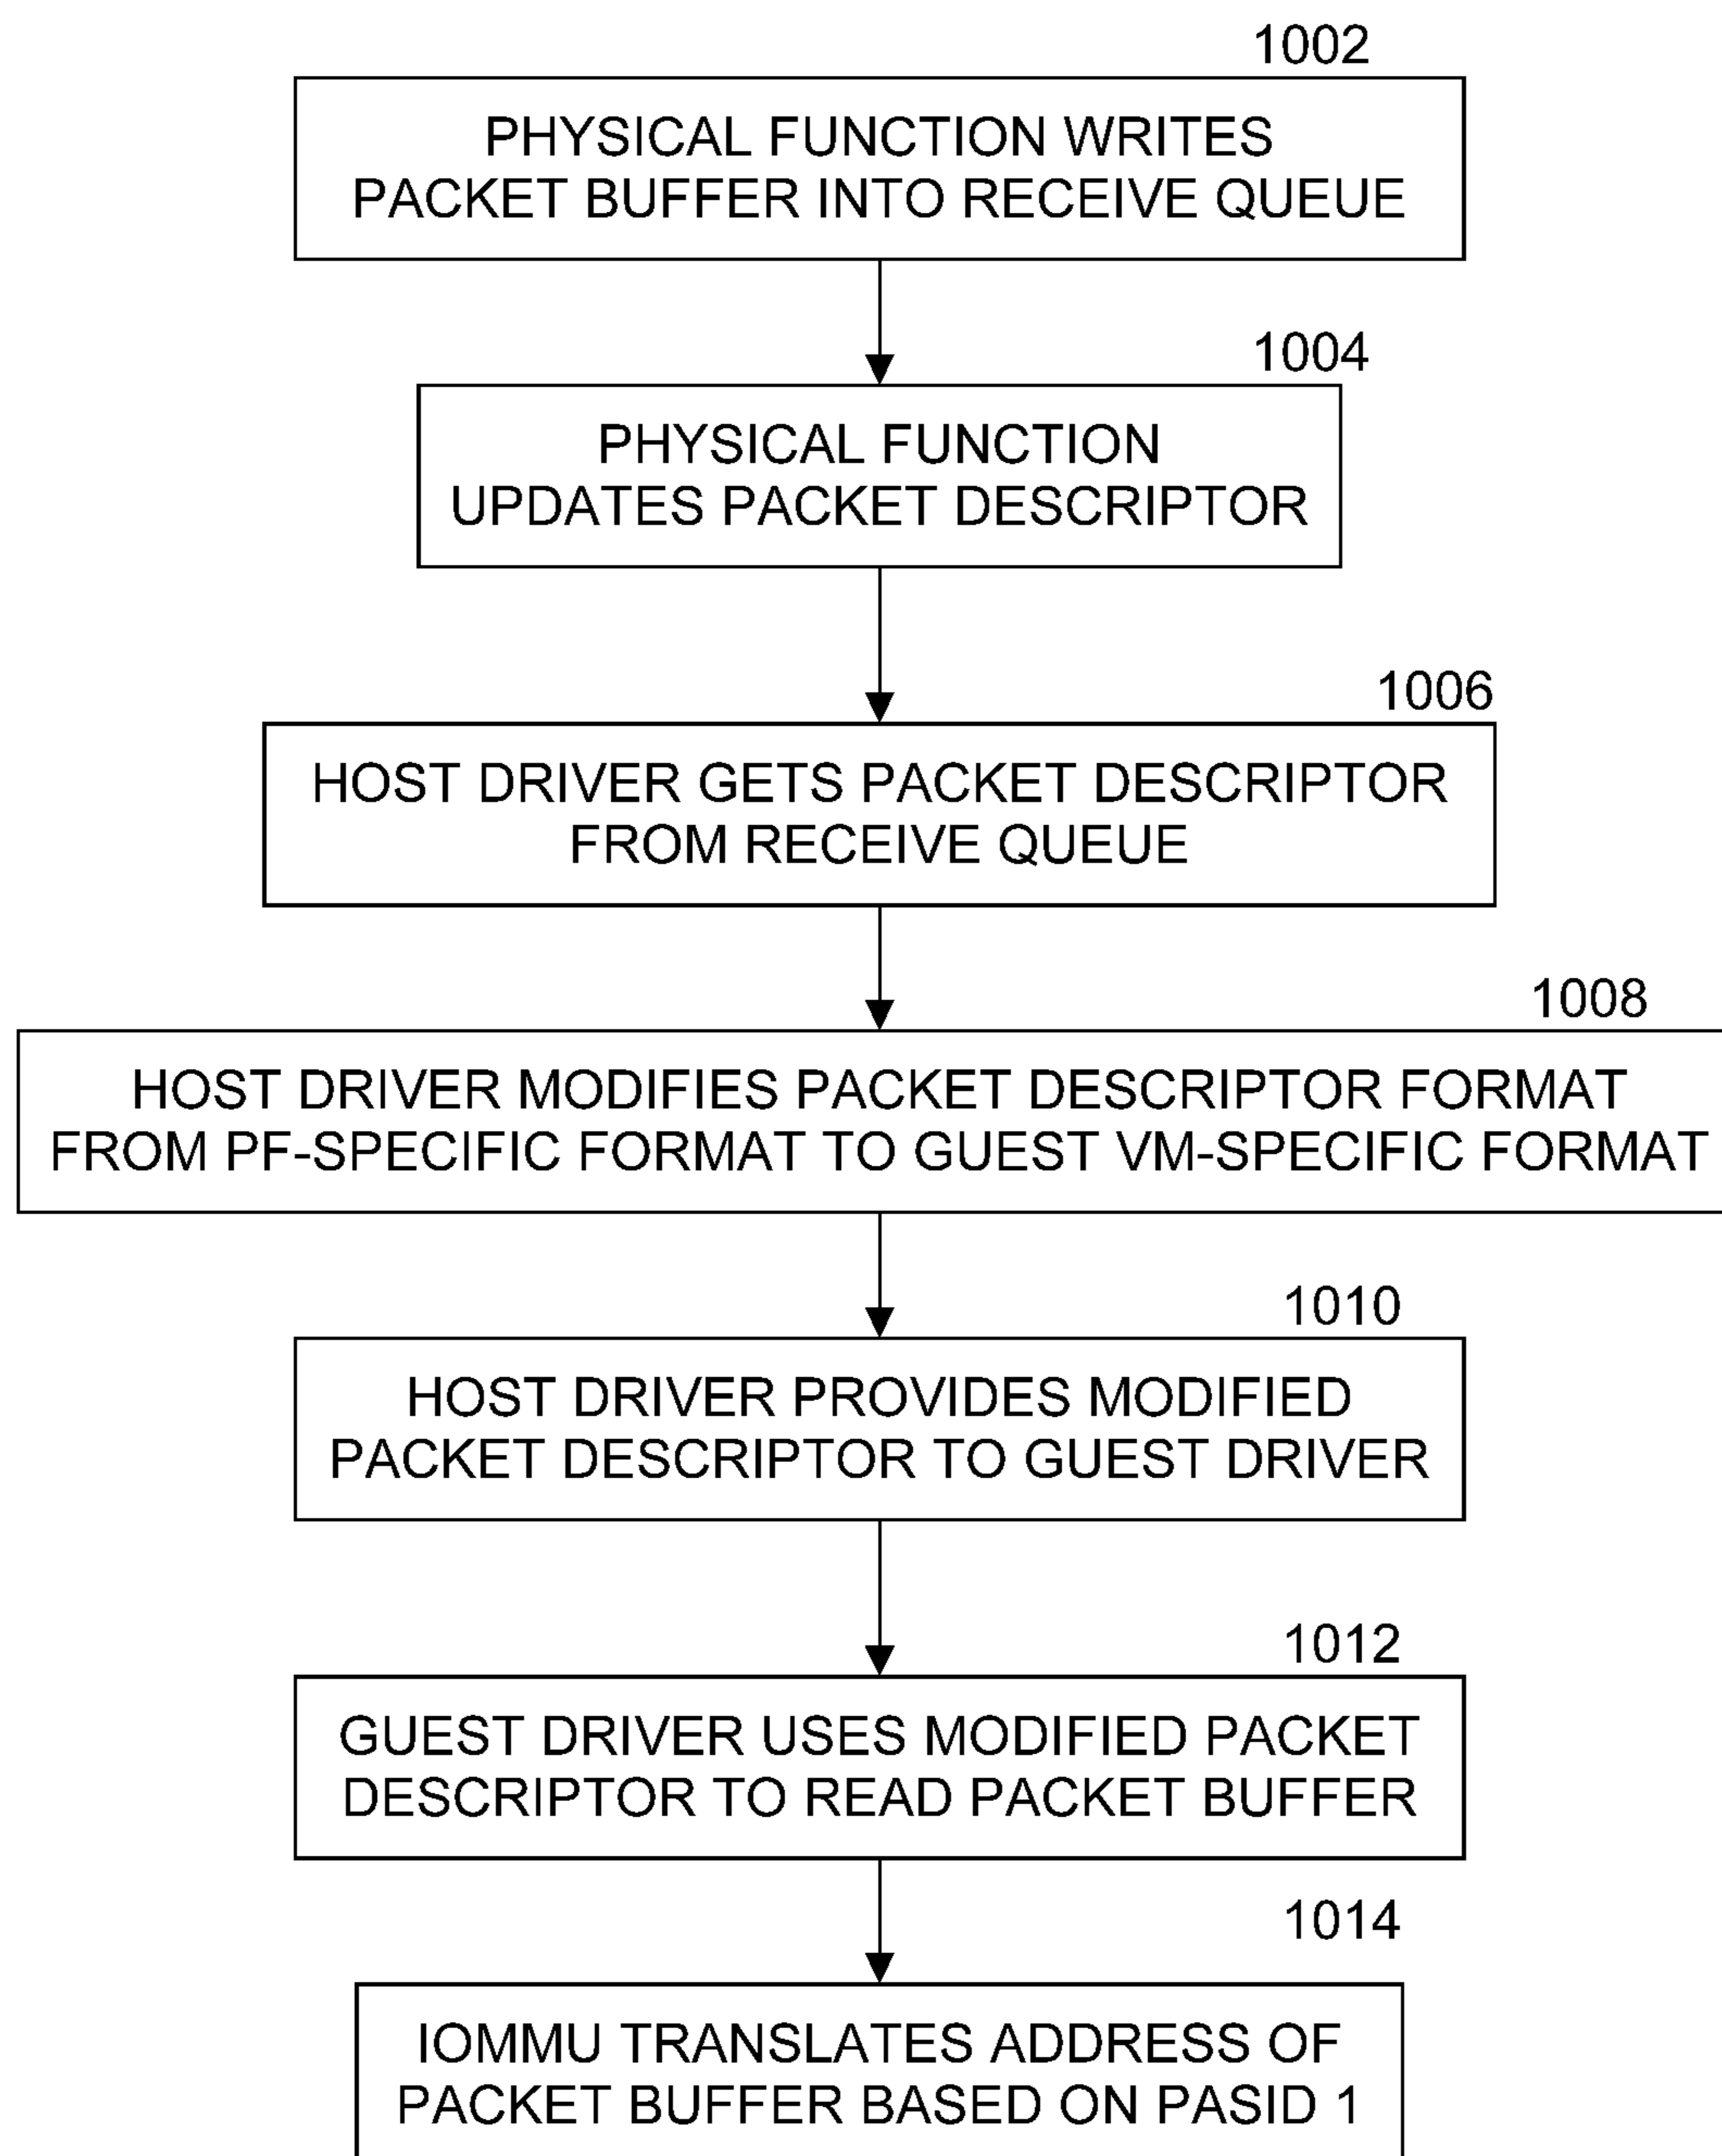 1002
PHYSICAL FUNCTION WRITES
PACKET BUFFER INTO RECEIVE QUEUE
1004
PHYSICAL FUNCTION
UPDATES PACKET DESCRIPTOR
1006
HOST DRIVER GETS PACKET DESCRIPTOR
FROM RECEIVE QUEUE
1008
HOST DRIVER MODIFIES PACKET DESCRIPTOR FORMAT
FROM PF-SPECIFIC FORMAT TO GUEST VM-SPECIFIC FORMAT
1010
HOST DRIVER PROVIDES MODIFIED
PACKET DESCRIPTOR TO GUEST DRIVER
1012
GUEST DRIVER USES MODIFIED PACKET
DESCRIPTOR TO READ PACKET BUFFER
1014
IOMMU TRANSLATES ADDRESS OF
PACKET BUFFER BASED ON PASID 1